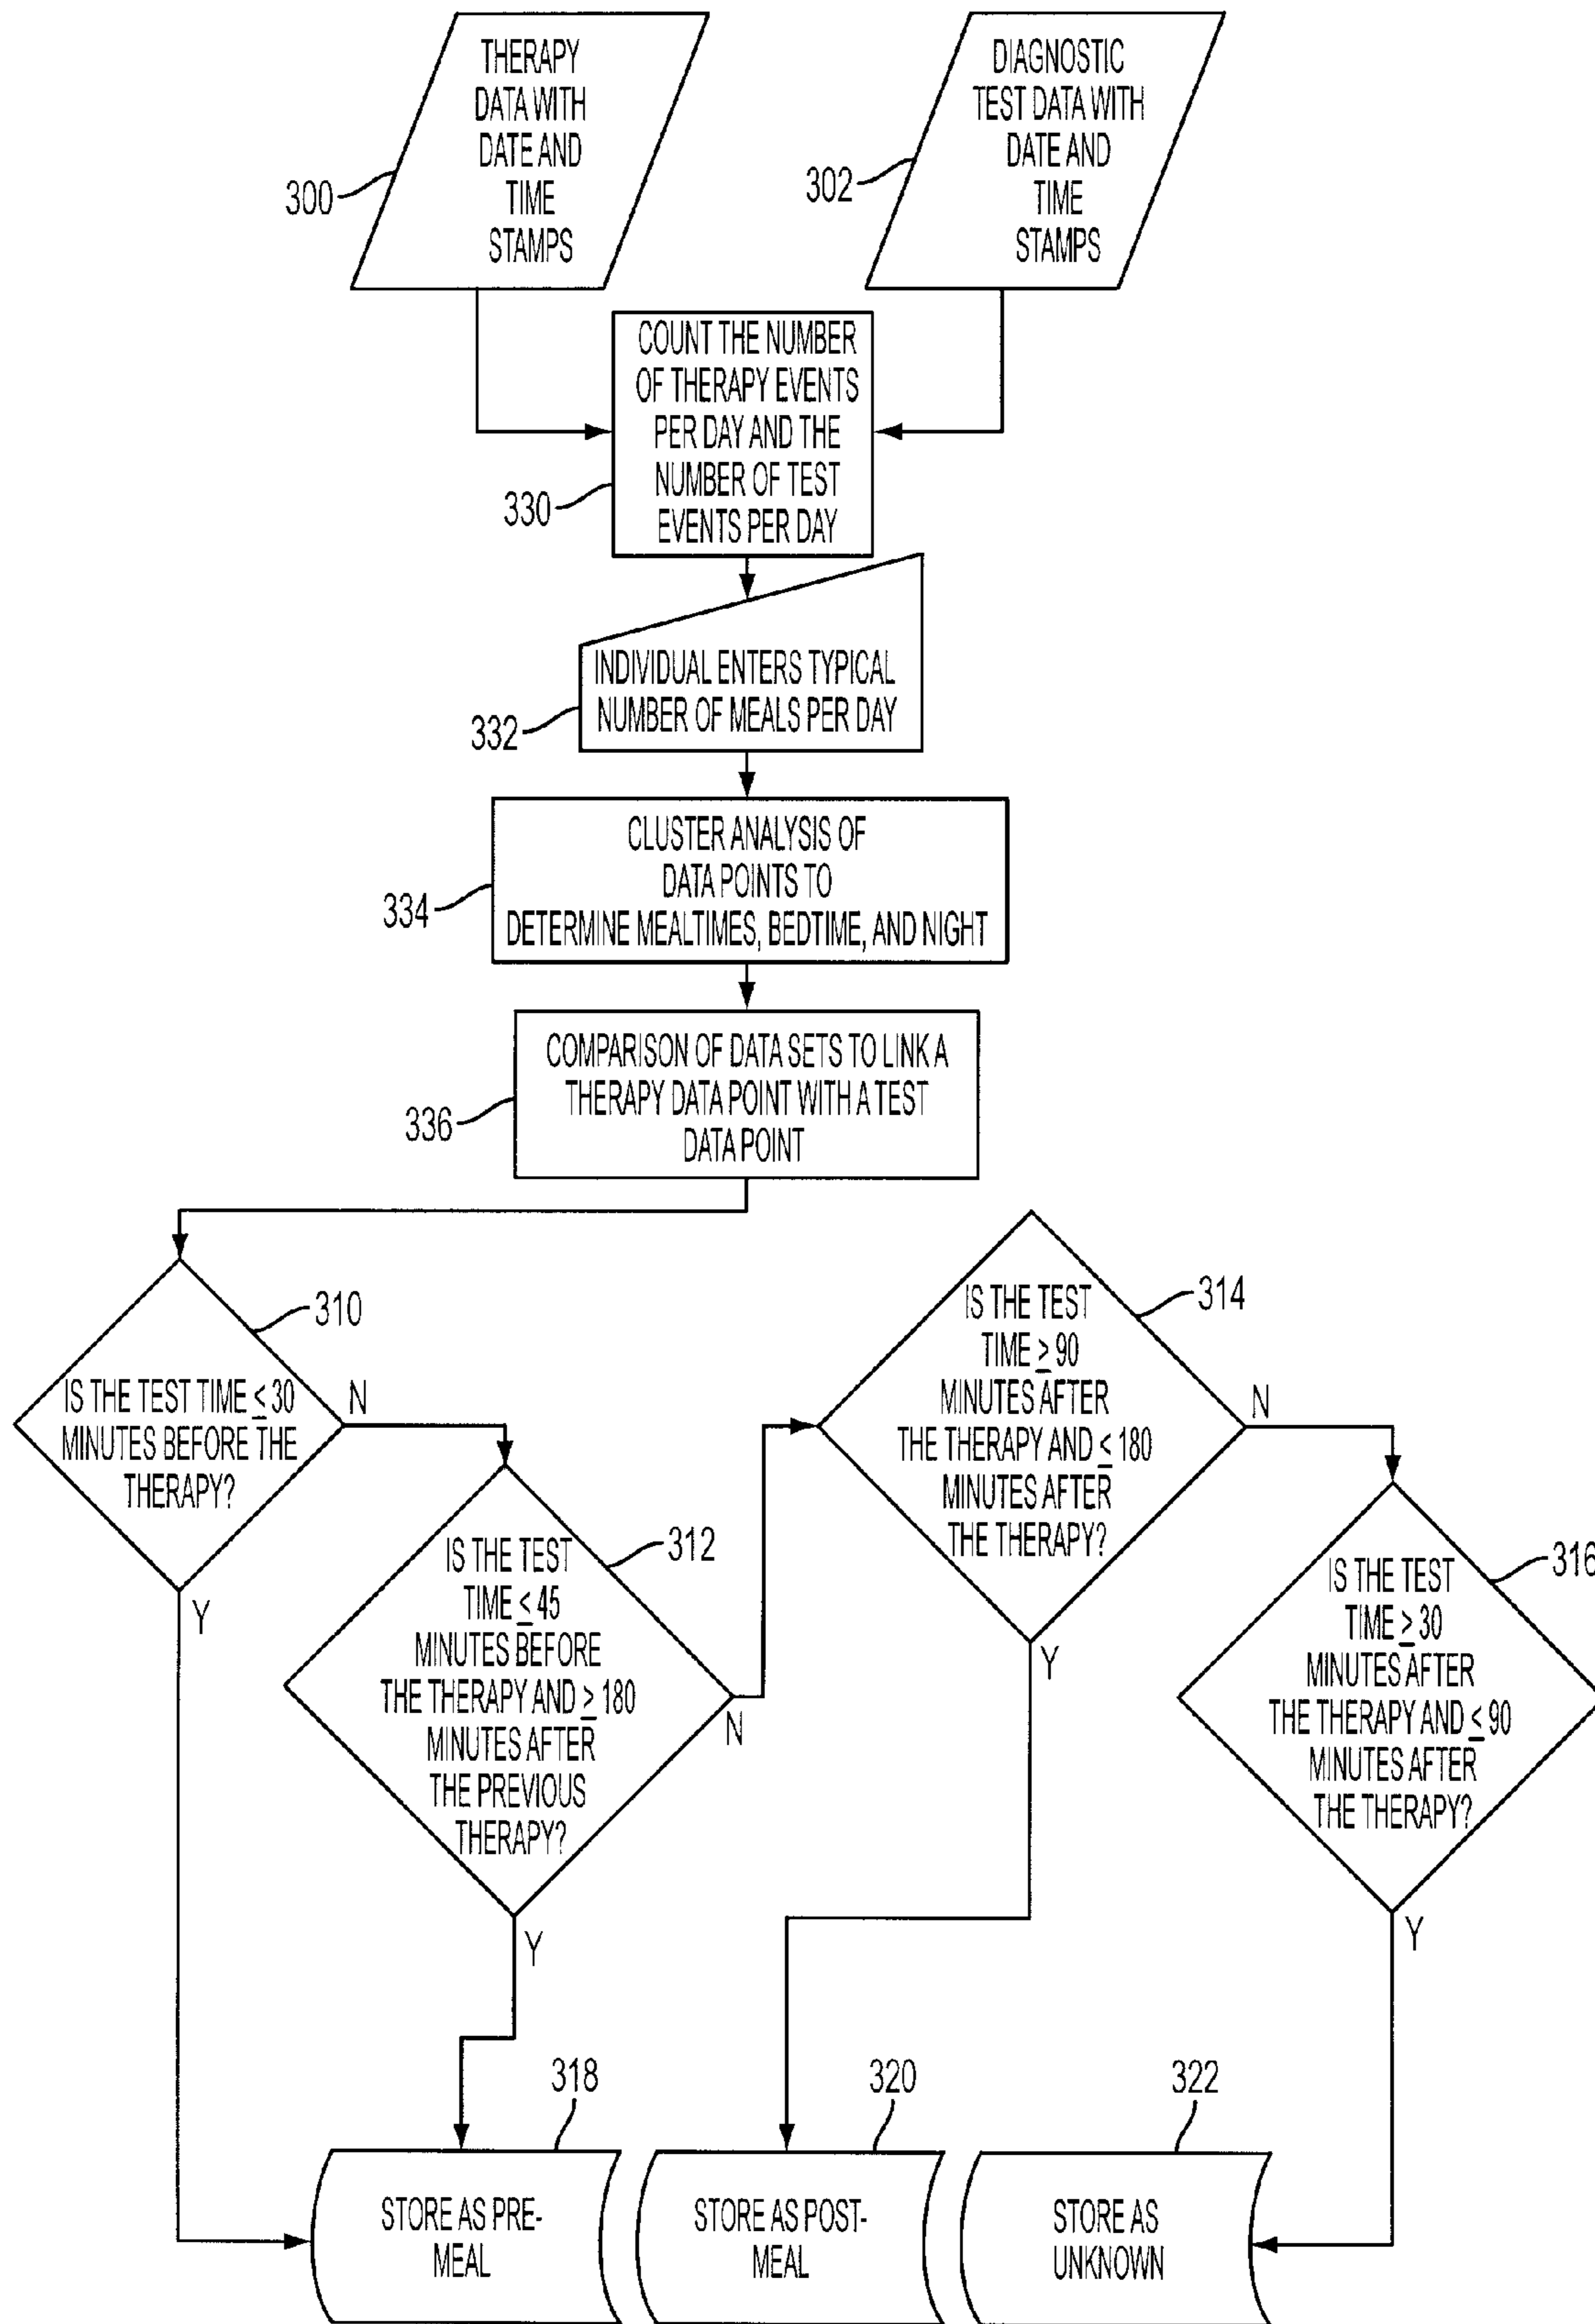 THERAPY
DATA WITH
DATE AND
TIME
STAMPS
300
DIAGNOSTIC
TEST DATA WITH
DATE AND
TIME
STAMPS
302
COUNT THE NUMBER
OF THERAPY EVENTS
PER DAY AND THE
NUMBER OF TEST
EVENTS PER DAY
330
INDIVIDUAL ENTERS TYPICAL
NUMBER OF MEALS PER DAY
332
CLUSTER ANALYSIS OF
DATA POINTS TO
DETERMINE MEALTIMES, BEDTIME, AND NIGHT
334
COMPARISON OF DATA SETS TO LINK A
THERAPY DATA POINT WITH A TEST
DATA POINT
336
310
IS THE TEST TIME ≤ 30
MINUTES BEFORE THE
THERAPY?
N
Y
312
IS THE TEST
TIME ≤ 45
MINUTES BEFORE
THE THERAPY AND ≥ 180
MINUTES AFTER
THE PREVIOUS
THERAPY?
N
Y
314
IS THE TEST
TIME ≥ 90
MINUTES AFTER
THE THERAPY AND ≤ 180
MINUTES AFTER
THE THERAPY?
N
Y
316
IS THE TEST
TIME ≥ 30
MINUTES AFTER
THE THERAPY AND ≤ 90
MINUTES AFTER
THE THERAPY?
Y
318
STORE AS PRE-
MEAL
320
STORE AS POST-
MEAL
322
STORE AS
UNKNOWN